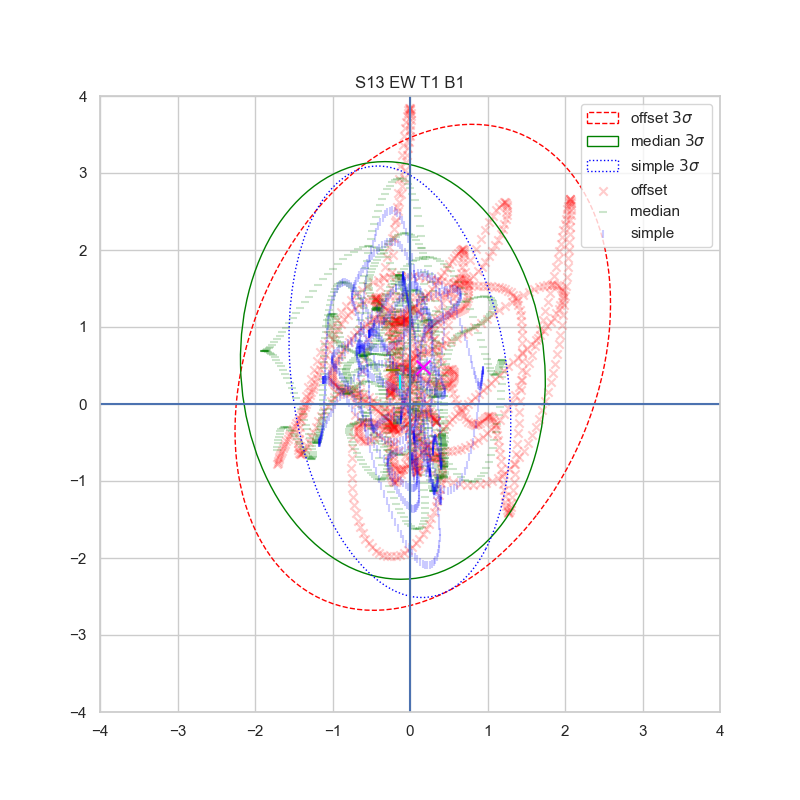 S13 EW T1 B1
offset 3σ
median 3σ
simple 3σ
offset
median
simple
4
3
2
1
0
−1
−2
−3
−4
−4 −3 −2 −1 0 1 2 3 4